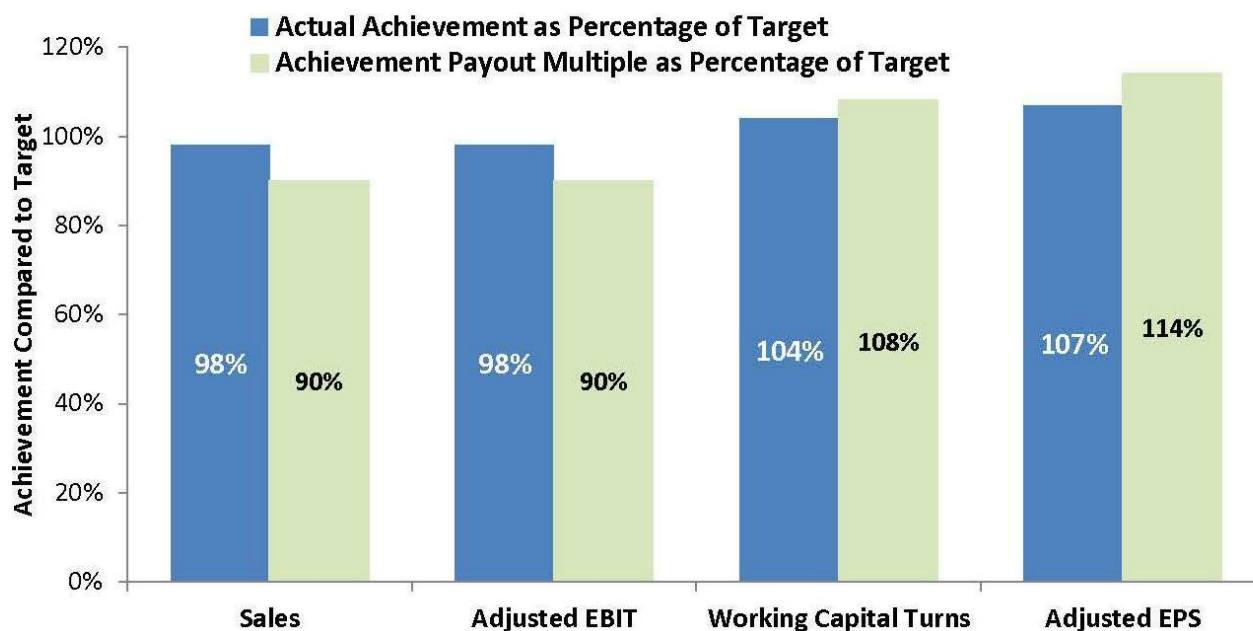 Actual Achievement as Percentage of Target
Achievement Payout Multiple as Percentage of Target
Achievement Compared to Target
120%
100%
80%
60%
40%
20%
0%
98%
90%
98%
90%
104%
108%
107%
114%
Sales
Adjusted EBIT
Working Capital Turns
Adjusted EPS